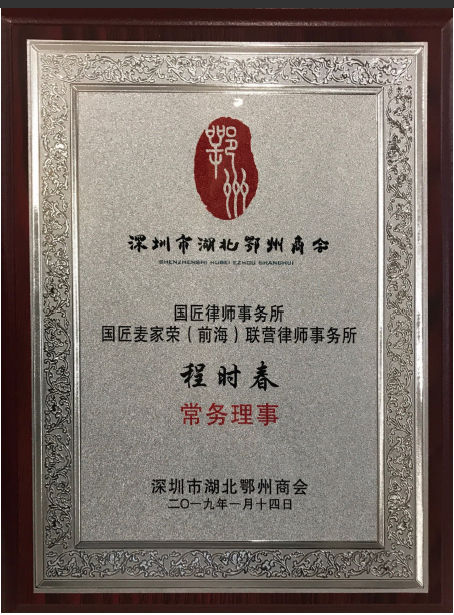 鄂州
深圳市湖北鄂州商会
SHENZHENSHI HUBEI EZHOU SHANGHUI
国匠律师事务所
国匠麦家荣（前海）联营律师事务所
程时春
常务理事
深圳市湖北鄂州商会
二〇一九年一月十四日